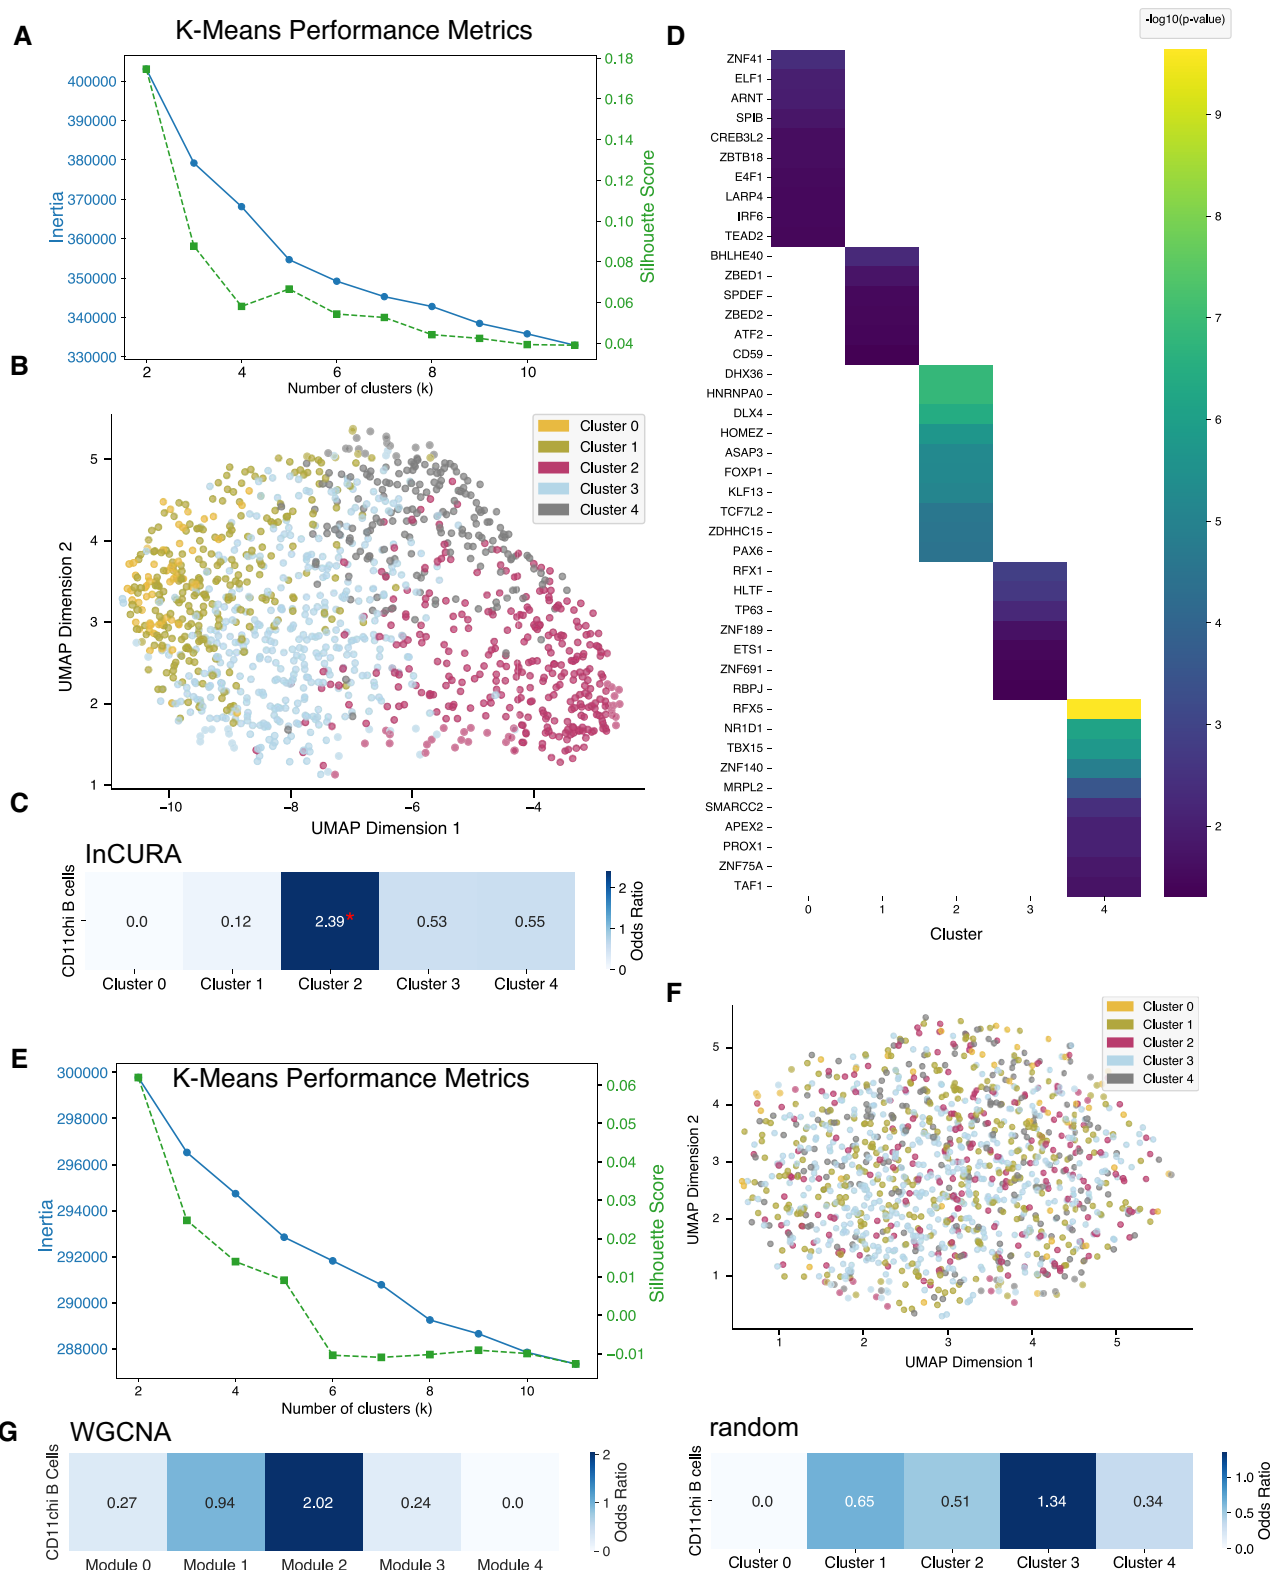 A
K-Means Performance Metrics
400000
390000
380000
370000
360000
350000
340000
330000
Inertia
0.18
0.16
0.14
0.12
0.10
0.08
0.06
0.04
Silhouette Score
2 4 6 8 10
Number of clusters (k)
B
Cluster 0
Cluster 1
Cluster 2
Cluster 3
Cluster 4
5
4
3
2
1
UMAP Dimension 2
−10 −8 −6 −4
UMAP Dimension 1
C
InCURA
CD11chi B cells
0.0 0.12 2.39* 0.53 0.55
Cluster 0 Cluster 1 Cluster 2 Cluster 3 Cluster 4
2
1
0
Odds Ratio
D
-log10(p-value)
ZNF41
ELF1
ARNT
SPIB
CREB3L2
ZBTB18
E4F1
LARP4
IRF6
TEAD2
BHLHE40
ZBED1
SPDEF
ZBED2
ATF2
CD59
DHX36
HNRNPA0
DLX4
HOMEZ
ASAP3
FOXP1
KLF13
TCF7L2
ZDHHC15
PAX6
RFX1
HLTF
TP63
ZNF189
ETS1
ZNF691
RBPJ
RFX5
NR1D1
TBX15
ZNF140
MRPL2
SMARCC2
APEX2
PROX1
ZNF75A
TAF1
0 1 2 3 4
Cluster
9
8
7
6
5
4
3
2
E
K-Means Performance Metrics
300000
298000
296000
294000
292000
290000
288000
Inertia
0.06
0.05
0.04
0.03
0.02
0.01
0.00
−0.01
Silhouette Score
2 4 6 8 10
Number of clusters (k)
F
Cluster 0
Cluster 1
Cluster 2
Cluster 3
Cluster 4
5
4
3
2
1
UMAP Dimension 2
1 2 3 4 5
UMAP Dimension 1
G
WGCNA
CD11chi B Cells
0.27 0.94 2.02 0.24 0.0
Module 0 Module 1 Module 2 Module 3 Module 4
2
1
0
Odds Ratio
random
CD11chi B cells
0.0 0.65 0.51 1.34 0.34
Cluster 0 Cluster 1 Cluster 2 Cluster 3 Cluster 4
1.0
0.5
0.0
Odds Ratio